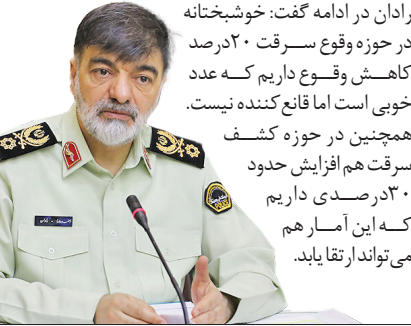 رادان در ادامه گفت: خوشبختانه
در حوزه وقوع سرقت ۲۰درصد
کاهش وقوع داریم که عدد
خوبی است اما قانع‌کننده نیست.
همچنین در حوزه کشف
سرقت هم افزایش حدود
۳۰درصدی داریم
که این آمار هم
می‌تواند ارتقا یابد.